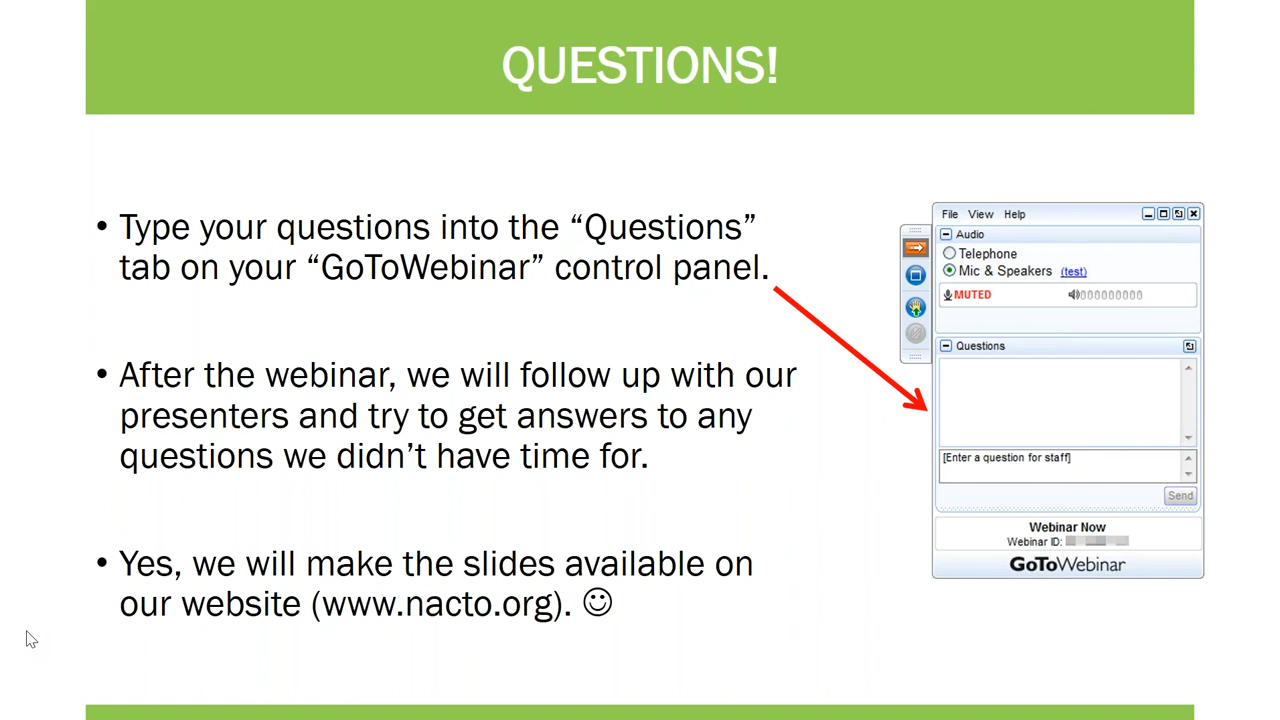 QUESTIONS!
• Type your questions into the “Questions”
tab on your “GoToWebinar” control panel.
• After the webinar, we will follow up with our
presenters and try to get answers to any
questions we didn’t have time for.
• Yes, we will make the slides available on
our website (www.nacto.org). ☺
File View Help
Audio
Telephone
Mic & Speakers (test)
MUTED 000000000
Questions
[Enter a question for staff]
Send
Webinar Now
Webinar ID:
GoToWebinar